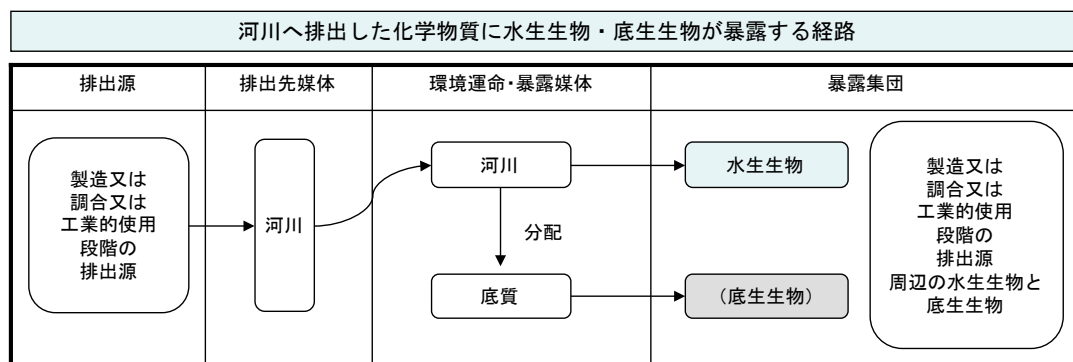 河川へ排出した化学物質に水生生物・底生生物が暴露する経路
排出源
排出先媒体
環境運命･暴露媒体
暴露集団
製造又は
調合又は
工業的使用
段階の
排出源
河川
河川
分配
底質
水生生物
(底生生物)
製造又は
調合又は
工業的使用
段階の
排出源
周辺の水生生物と
底生生物